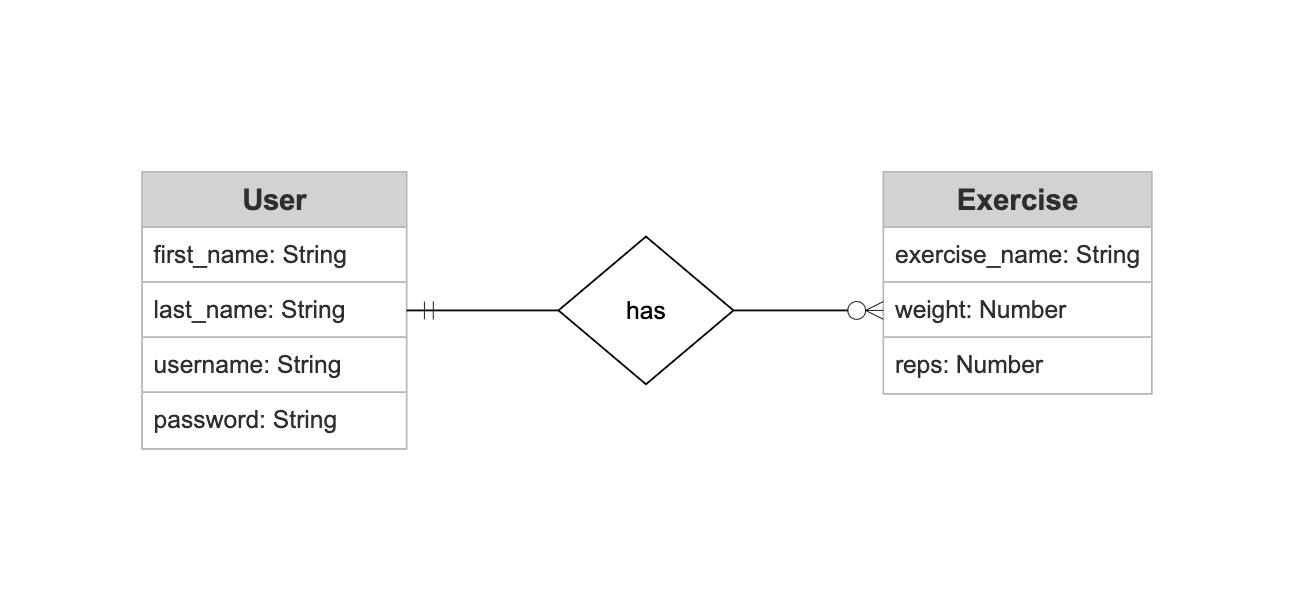 User
first_name: String
last_name: String
username: String
password: String
has
Exercise
exercise_name: String
weight: Number
reps: Number